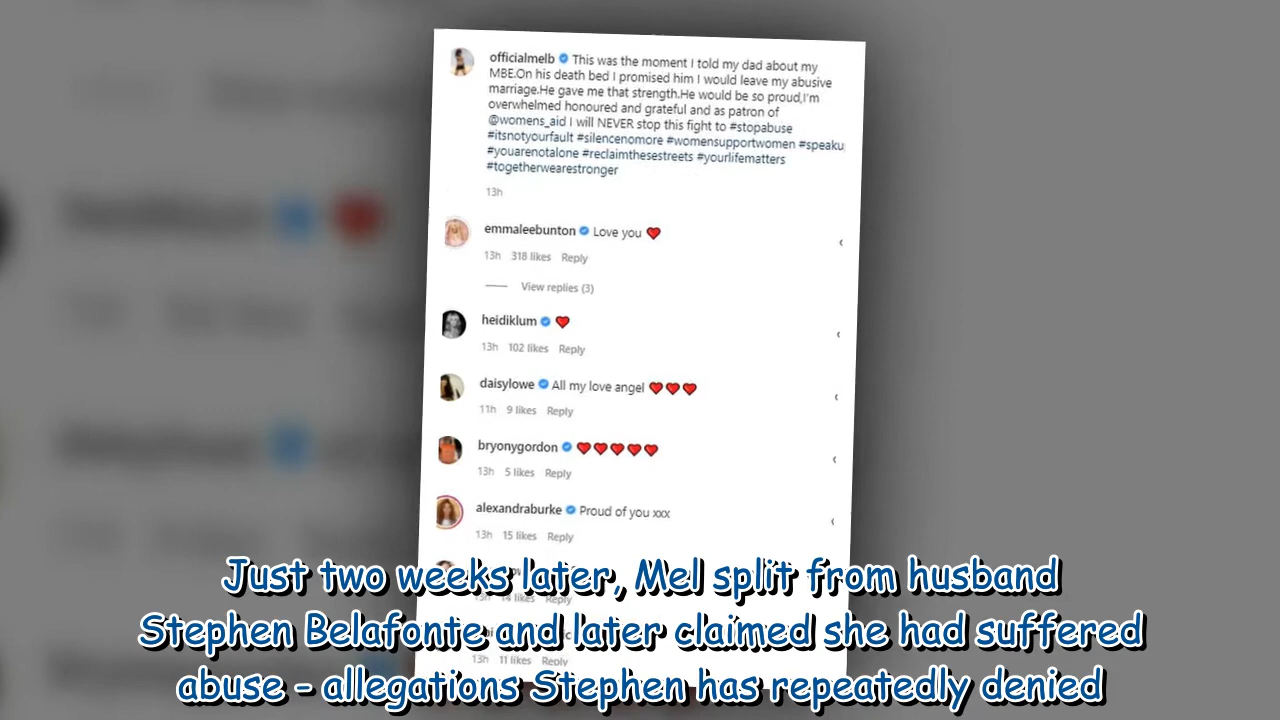 officialmelb This was the moment I told my dad about my
MBE.On his death bed I promised him I would leave my abusive
marriage.He gave me that strength.He would be so proud,I'm
overwhelmed honoured and grateful and as patron of
@womens_aid I will NEVER stop this fight to #stopabuse
#itsnotyourfault #silencenomore #womensupportwomen #speaku
#youarenotalone #reclaimthesestreets #yourlifematters
#togetherwearestronger
13h
emmaleebunton Love you ❤
13h 318 likes Reply
View replies (3)
heidiklum ❤
13h 102 likes Reply
daisylowe All my love angel ❤❤❤
11h 9 likes Reply
bryonygordon ❤❤❤❤❤
13h 5 likes Reply
alexandraburke Proud of you xxx
13h 15 likes Reply
13h 14 likes Reply
13h 11 likes Reply
Just two weeks later, Mel split from husband
Stephen Belafonte and later claimed she had suffered
abuse - allegations Stephen has repeatedly denied